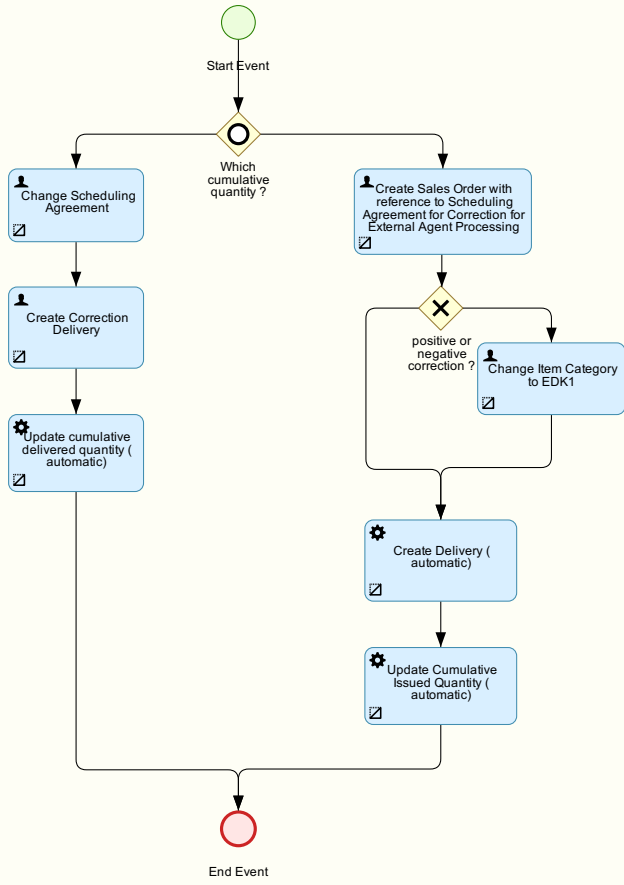 Start Event
Which
cumulative
quantity ?
Change Scheduling
Agreement
Create Sales Order with
reference to Scheduling
Agreement for Correction for
External Agent Processing
Create Correction
Delivery
positive or
negative
correction ?
Change Item Category
to EDK1
Update cumulative
delivered quantity (
automatic)
Create Delivery (
automatic)
Update Cumulative
Issued Quantity (
automatic)
End Event